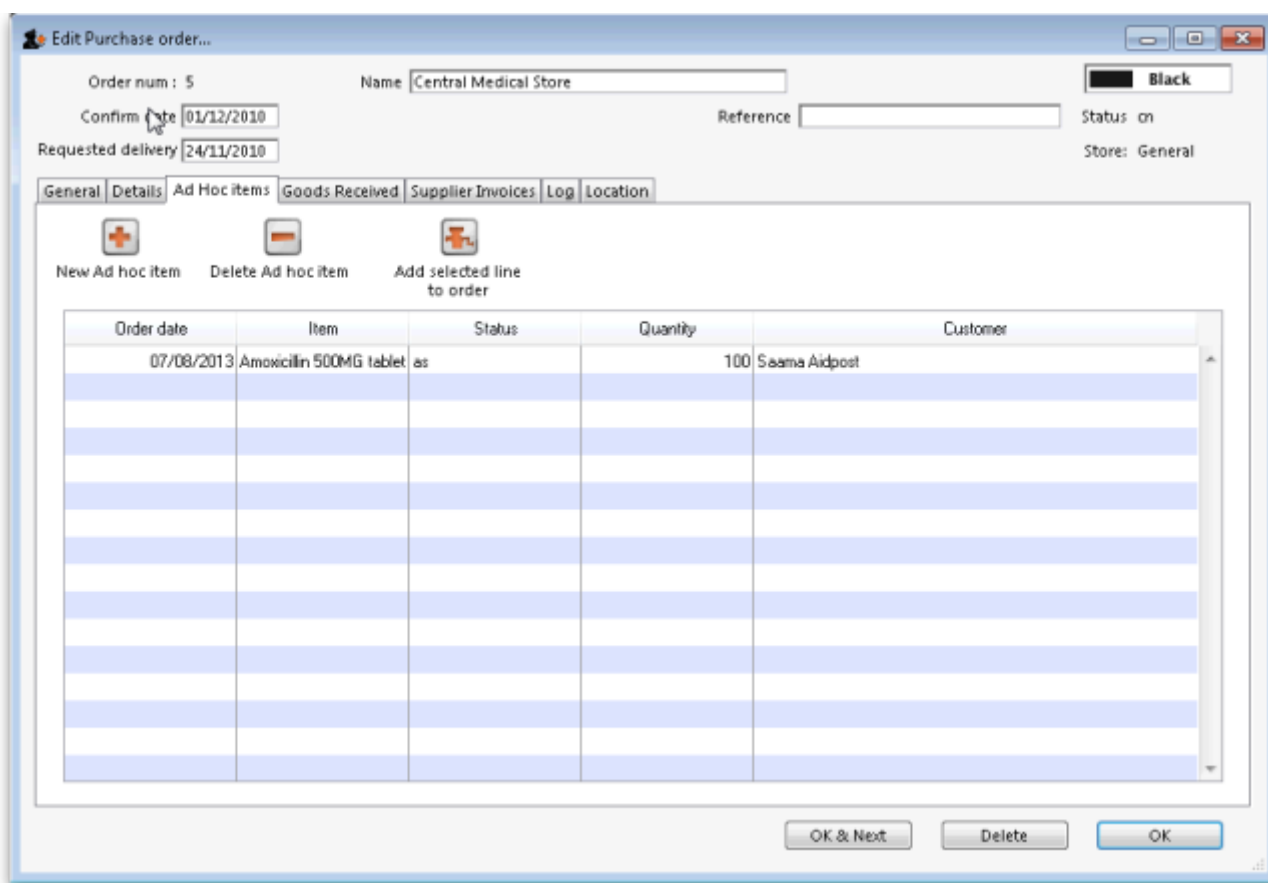 Edit Purchase order...
Order num : 5
Name Central Medical Store
Black
Confirm date 01/12/2010
Reference
Status cn
Requested delivery 24/11/2010
Store: General
General Details Ad Hoc items Goods Received Supplier Invoices Log Location
New Ad hoc item
Delete Ad hoc item
Add selected line
to order
Order date Item Status Quantity Customer
07/08/2013 Amoxicillin 500MG tablet as 100 Saama Aidpost
OK & Next Delete OK